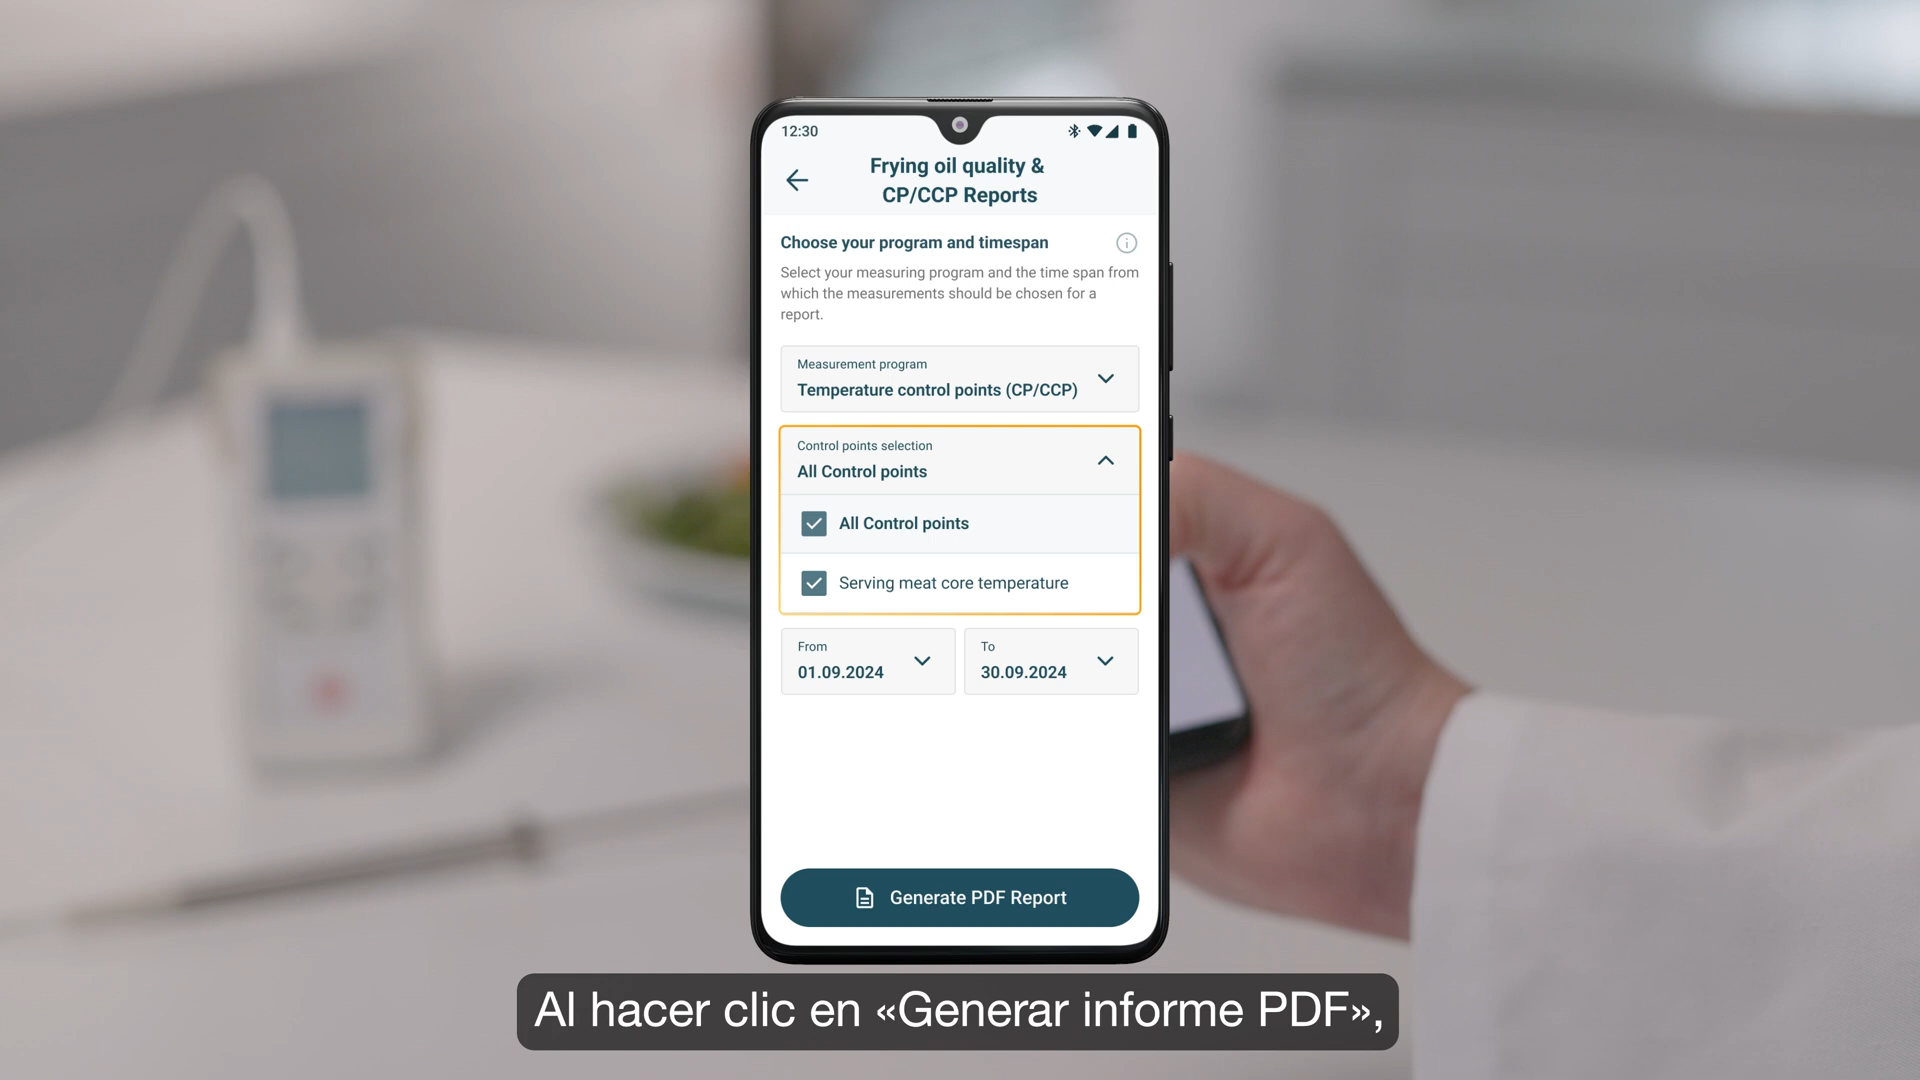 12:30
Frying oil quality &
CP/CCP Reports
Choose your program and timespan
Select your measuring program and the time span from
which the measurements should be chosen for a
report.
Measurement program
Temperature control points (CP/CCP)
Control points selection
All Control points
All Control points
Serving meat core temperature
From
01.09.2024
To
30.09.2024
Generate PDF Report
Al hacer clic en «Generar informe PDF»,